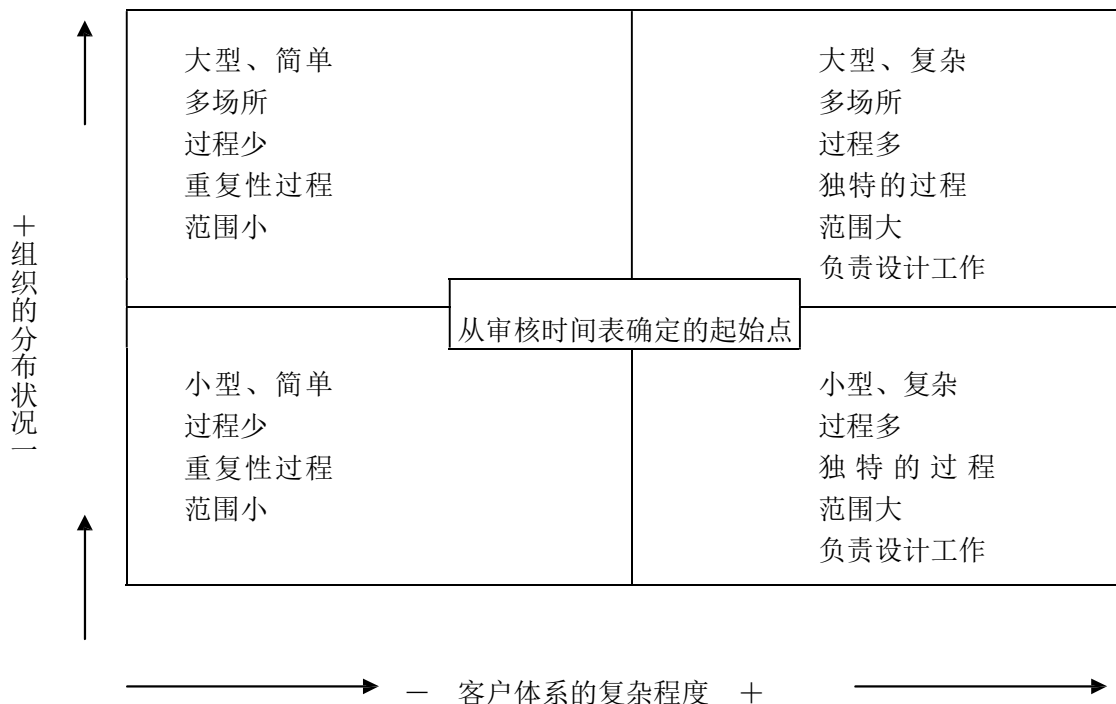 大型、简单
多场所
过程少
重复性过程
范围小
大型、复杂
多场所
过程多
独特的过程
范围大
负责设计工作
从审核时间表确定的起始点
小型、简单
过程少
重复性过程
范围小
小型、复杂
过程多
独特的过程
范围大
负责设计工作
＋组织的分布状况－
－ 客户体系的复杂程度 ＋